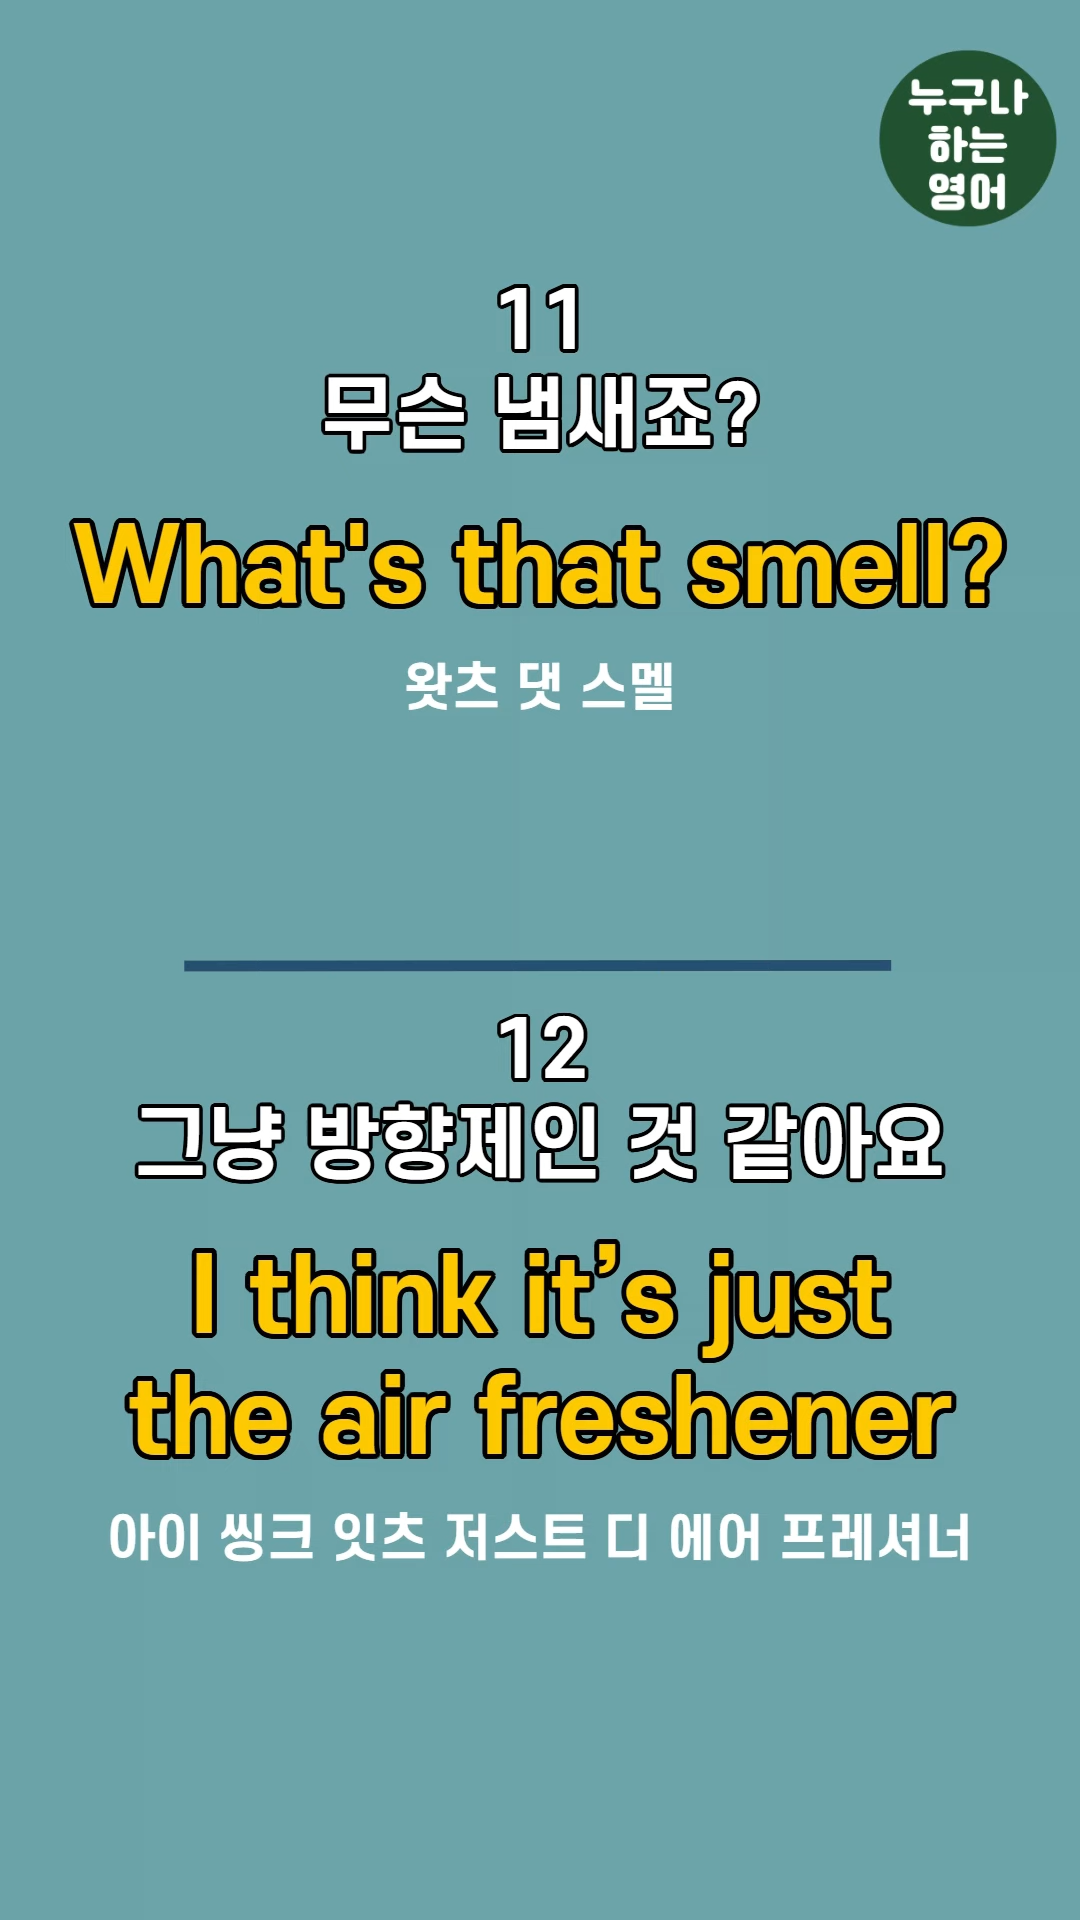 누구나
하는
영어
11
무슨 냄새죠?
What's that smell?
왓츠 댓 스멜
12
그냥 방향제인 것 같아요
I think it’s just
the air freshener
아이 씽크 잇츠 저스트 디 에어 프레셔너